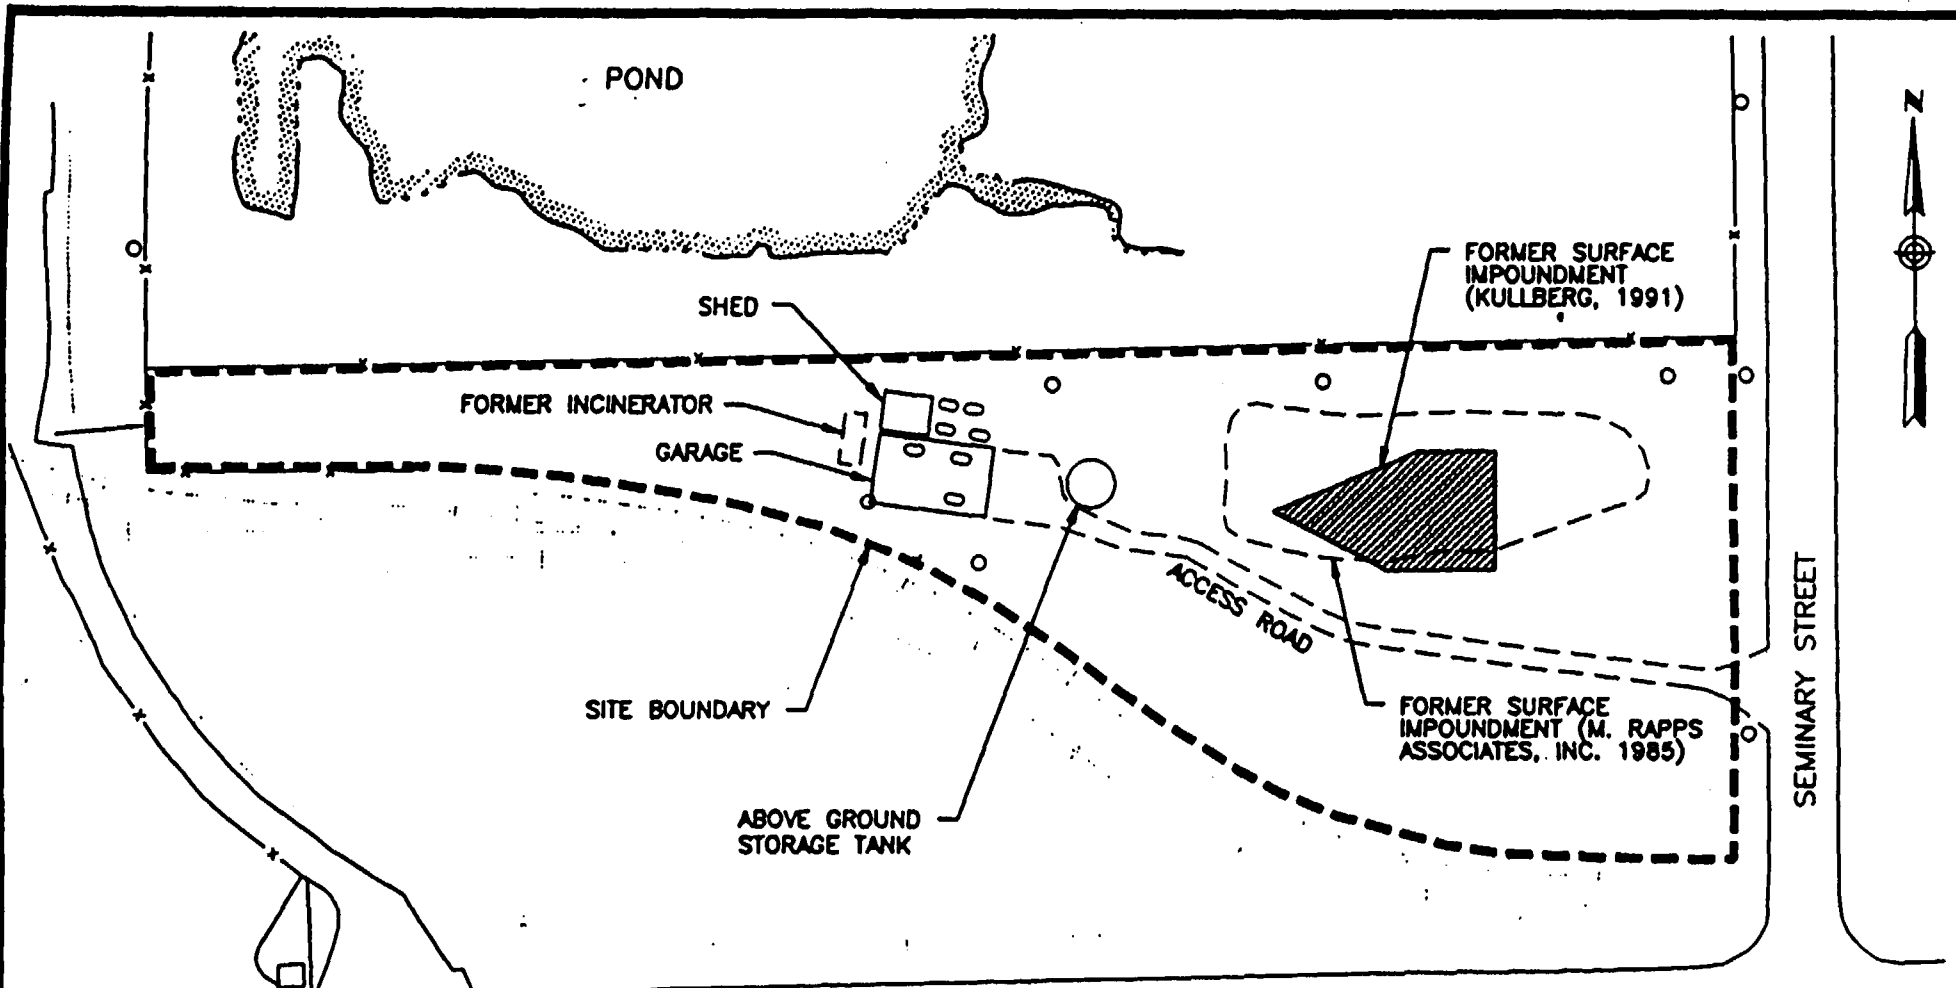 POND
N
FORMER SURFACE
IMPOUNDMENT
(KULLBERG, 1991)
SHED
FORMER INCINERATOR
GARAGE
ACCESS ROAD
SEMINARY STREET
SITE BOUNDARY
FORMER SURFACE
IMPOUNDMENT (M. RAPPS
ASSOCIATES, INC. 1985)
ABOVE GROUND
STORAGE TANK